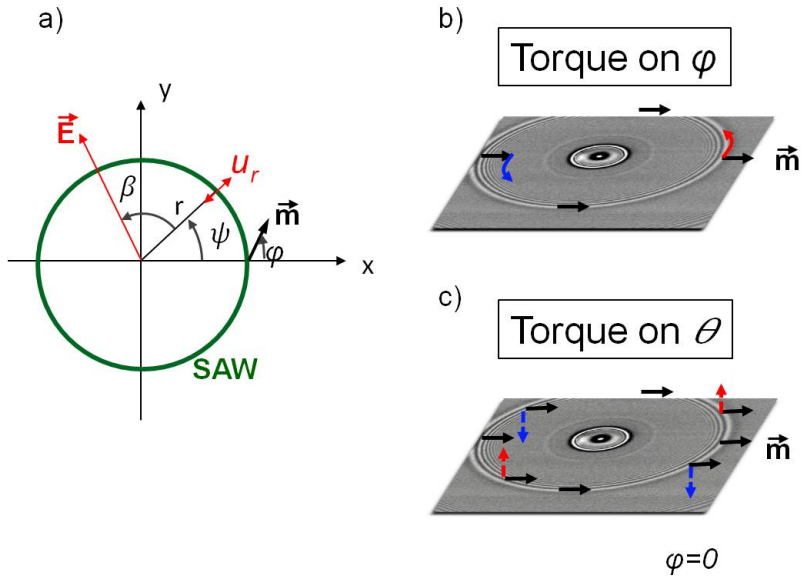 a)
y
E
β
r
u_r
ψ
m
φ
x
SAW
b)
Torque on φ
m
c)
Torque on θ
m
φ=0